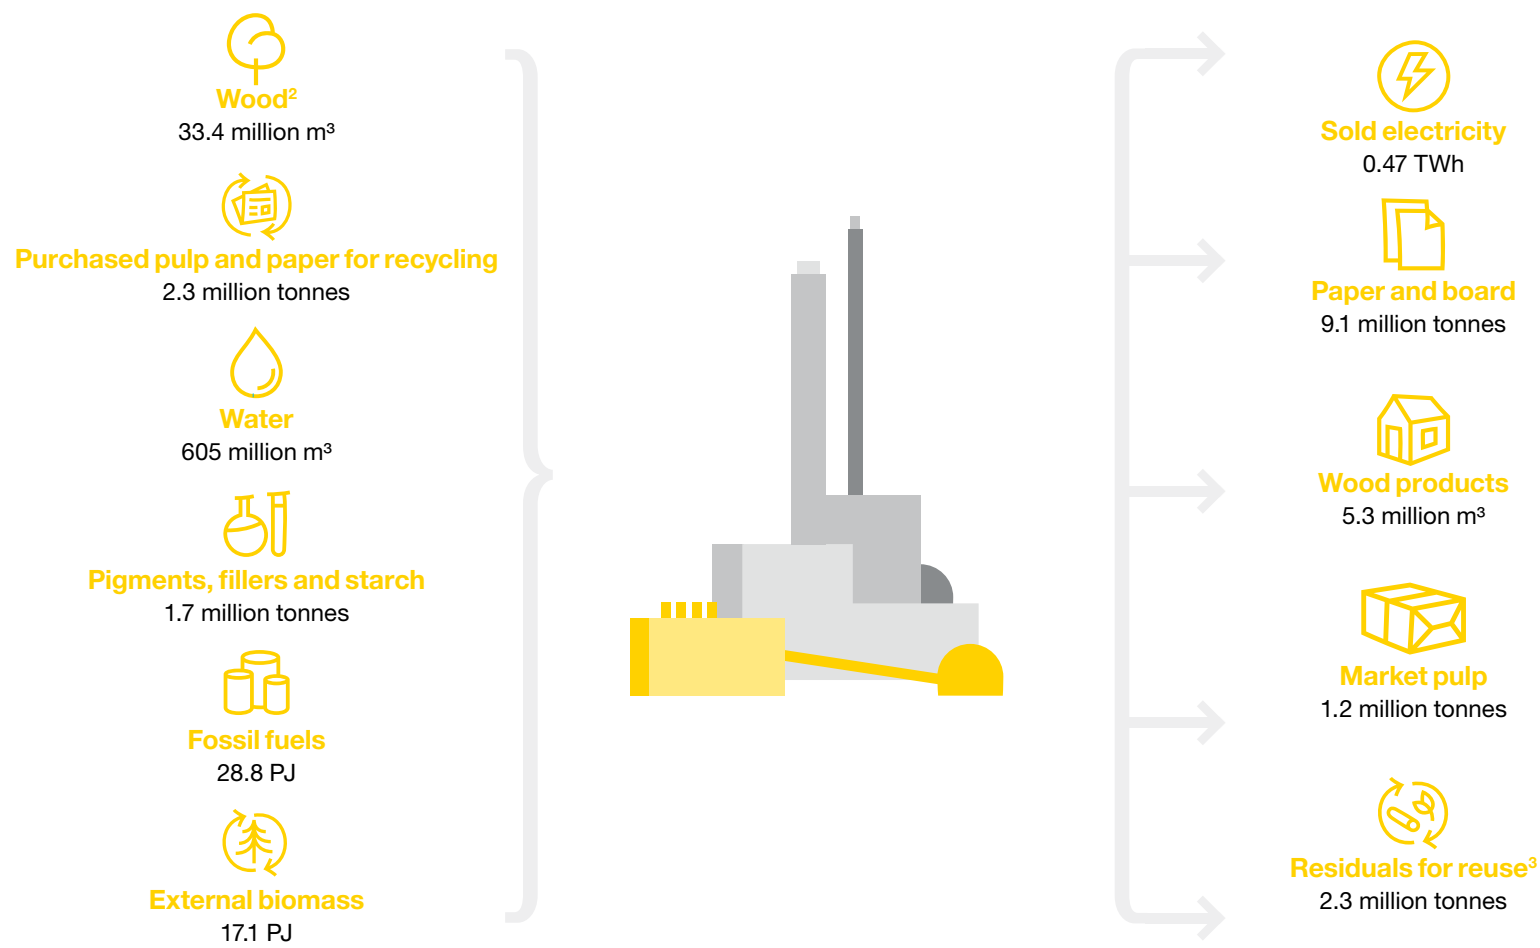 Wood²
33.4 million m³
Purchased pulp and paper for recycling
2.3 million tonnes
Water
605 million m³
Pigments, fillers and starch
1.7 million tonnes
Fossil fuels
28.8 PJ
External biomass
17.1 PJ
Sold electricity
0.47 TWh
Paper and board
9.1 million tonnes
Wood products
5.3 million m³
Market pulp
1.2 million tonnes
Residuals for reuse³
2.3 million tonnes